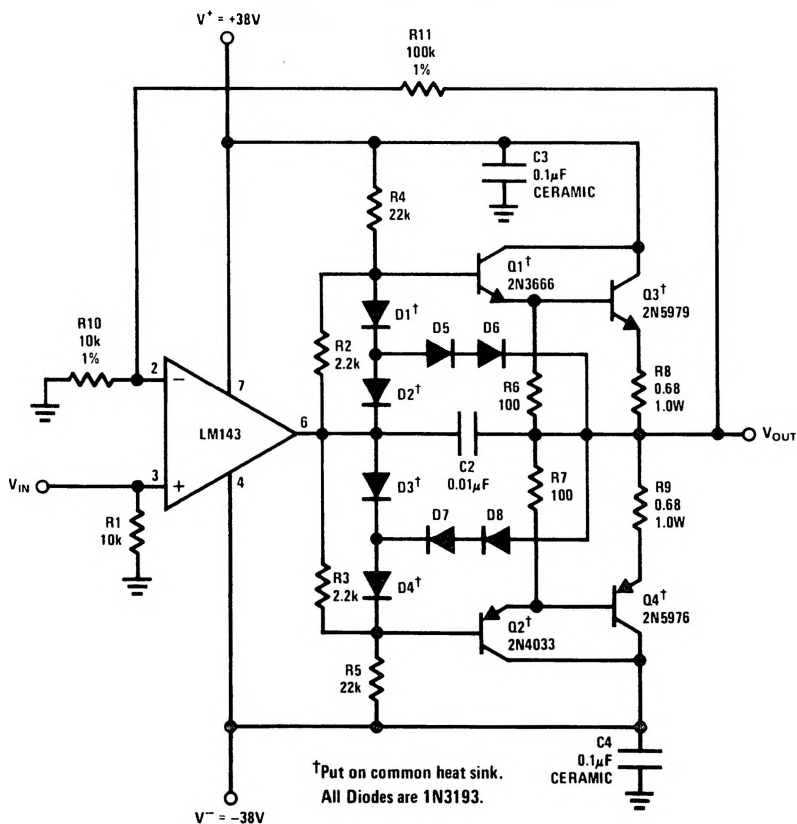 V⁺ = +38V
R11
100k
1%
C3
0.1μF
CERAMIC
R4
22k
Q1†
2N3666
Q3†
2N5979
R10
10k
1%
D1†
D5
D6
R2
2.2k
R8
0.68
1.0W
2
7
D2†
R6
100
LM143
6
VOUT
4
C2
0.01μF
R7
100
VIN
3
D3†
R9
0.68
1.0W
R1
10k
D7
D8
R3
2.2k
D4†
Q4†
2N5976
Q2†
2N4033
R5
22k
C4
0.1μF
CERAMIC
†Put on common heat sink.
All Diodes are 1N3193.
V⁻ = −38V